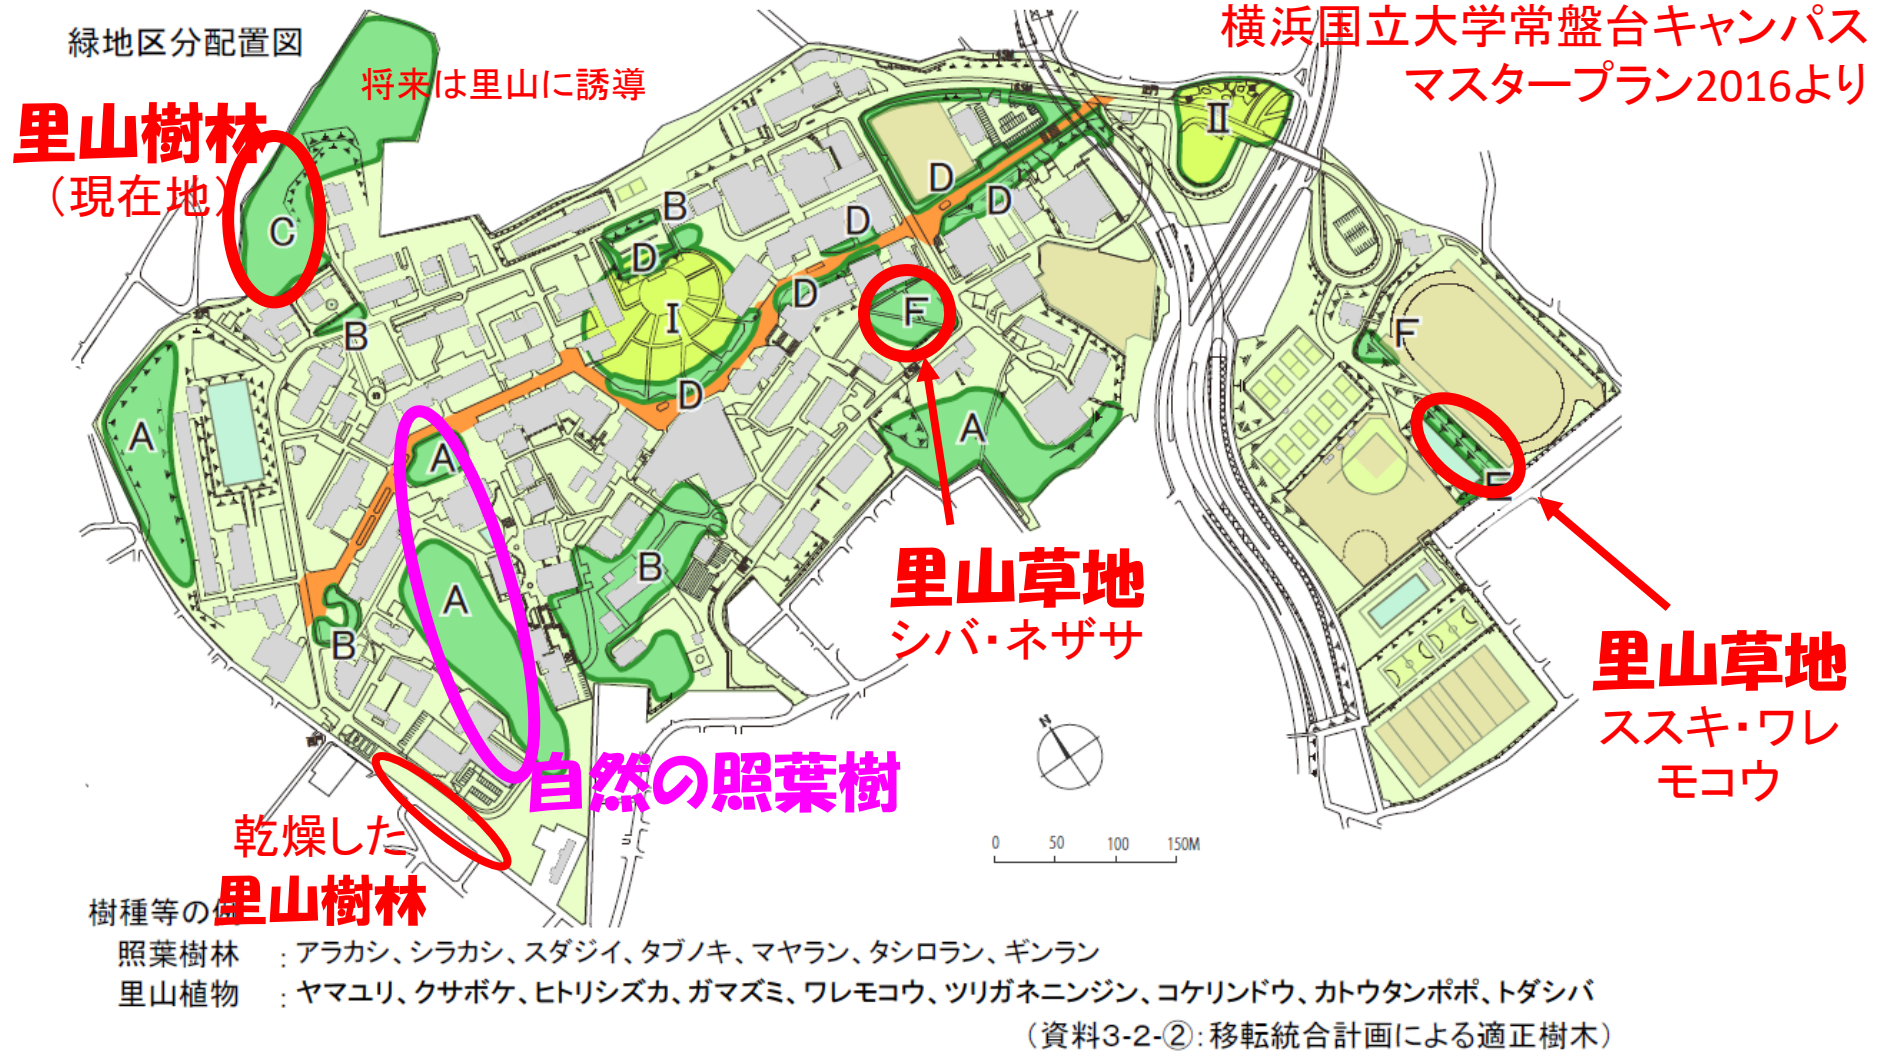 緑地区分配置図
横浜国立大学常盤台キャンパス
マスタープラン2016より
将来は里山に誘導
里山樹林
（現在地）
C
B
B
D
I
D
D
D
D
D
II
F
F
E
A
A
A
A
B
B
里山草地
シバ・ネザサ
里山草地
ススキ・ワレ
モコウ
自然の照葉樹
乾燥した
里山樹林
N
0 50 100 150M
樹種等の例
照葉樹林 : アラカシ、シラカシ、スダジイ、タブノキ、マヤラン、タシロラン、ギンラン
里山植物 : ヤマユリ、クサボケ、ヒトリシズカ、ガマズミ、ワレモコウ、ツリガネニンジン、コケリンドウ、カトウタンポポ、トダシバ
（資料3-2-②：移転統合計画による適正樹木）